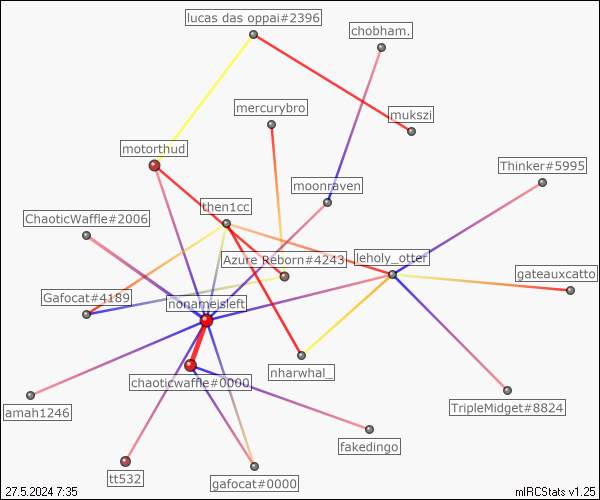 lucas das oppai#2396
chobham.
mercurybro
mukszi
motorthud
Thinker#5995
moonraven
then1cc
ChaoticWaffle#2006
Azure Reborn#4243
leholy_otter
gateauxcatto
Gafocat#4189
nonameisleft
nharwhal_
chaoticwaffle#0000
amah1246
TripleMidget#8824
fakedingo
tt532
gafocat#0000
27.5.2024 7:35
mIRCStats v1.25